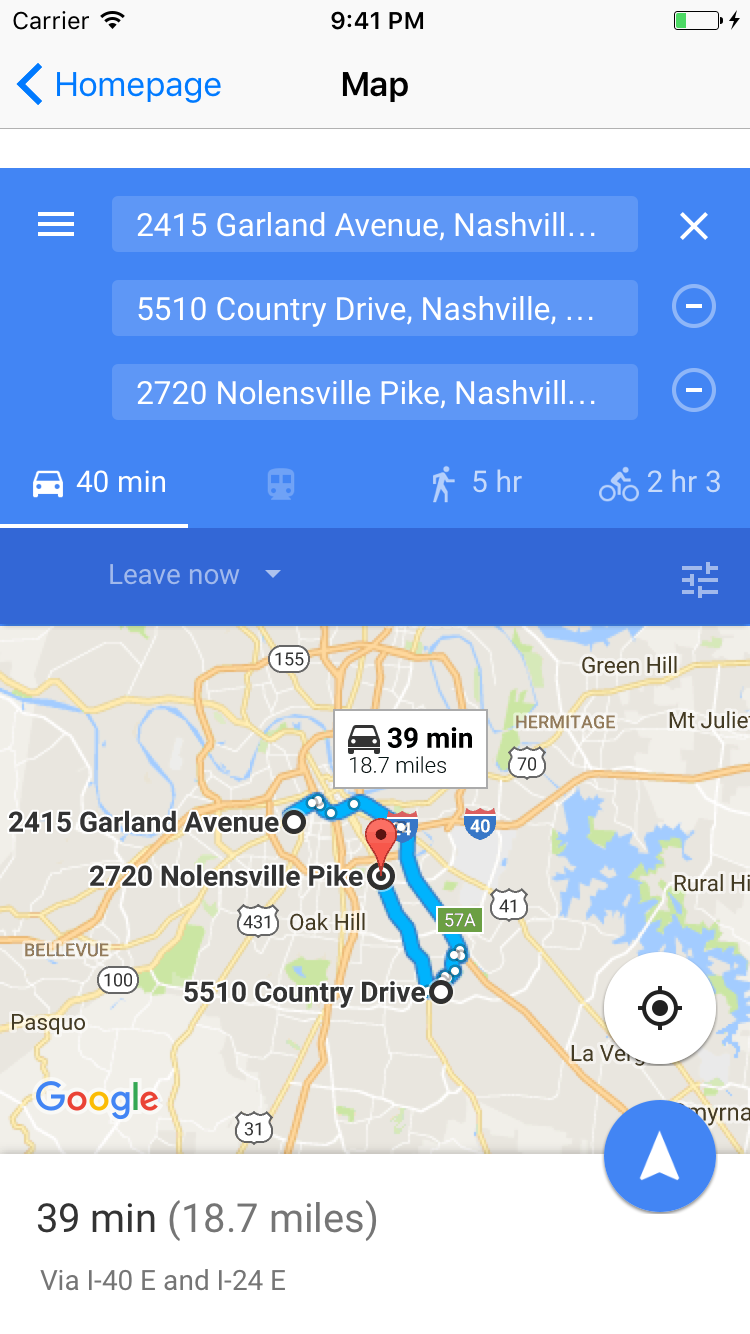 Carrier 9:41 PM
Homepage Map
2415 Garland Avenue, Nashvill...
5510 Country Drive, Nashville, ...
2720 Nolensville Pike, Nashvill...
40 min 5 hr 2 hr 3
Leave now
155
Green Hill
HERMITAGE
Mt Juliet
39 min
18.7 miles
70
2415 Garland Avenue
24
40
2720 Nolensville Pike
Rural Hi
41
431 Oak Hill
57A
BELLEVUE
100
5510 Country Drive
Pasquo
La Verg
Google
myrna
31
39 min (18.7 miles)
Via I-40 E and I-24 E